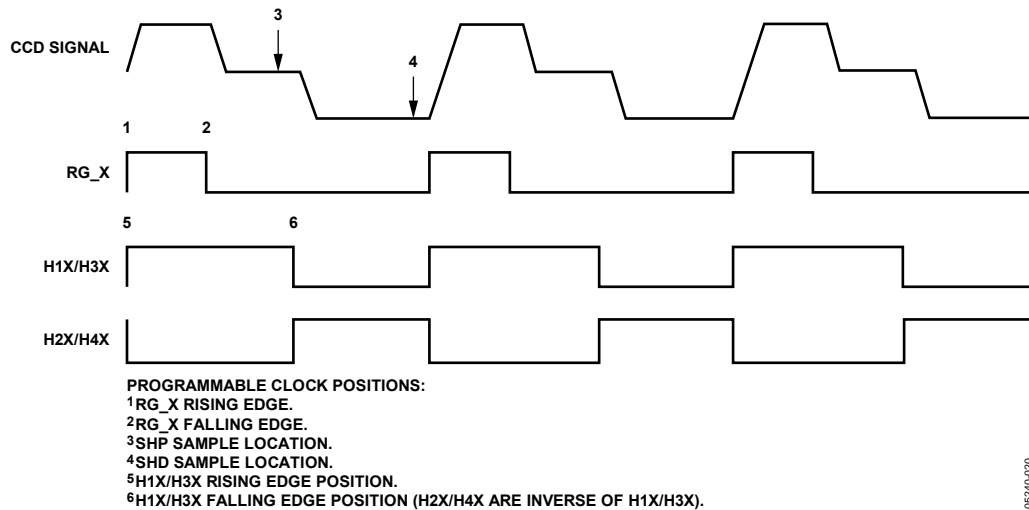 3
CCD SIGNAL
4
1 2
RG_X
5 6
H1X/H3X
H2X/H4X
PROGRAMMABLE CLOCK POSITIONS:
1RG_X RISING EDGE.
2RG_X FALLING EDGE.
3SHP SAMPLE LOCATION.
4SHD SAMPLE LOCATION.
5H1X/H3X RISING EDGE POSITION.
6H1X/H3X FALLING EDGE POSITION (H2X/H4X ARE INVERSE OF H1X/H3X).
05240-020